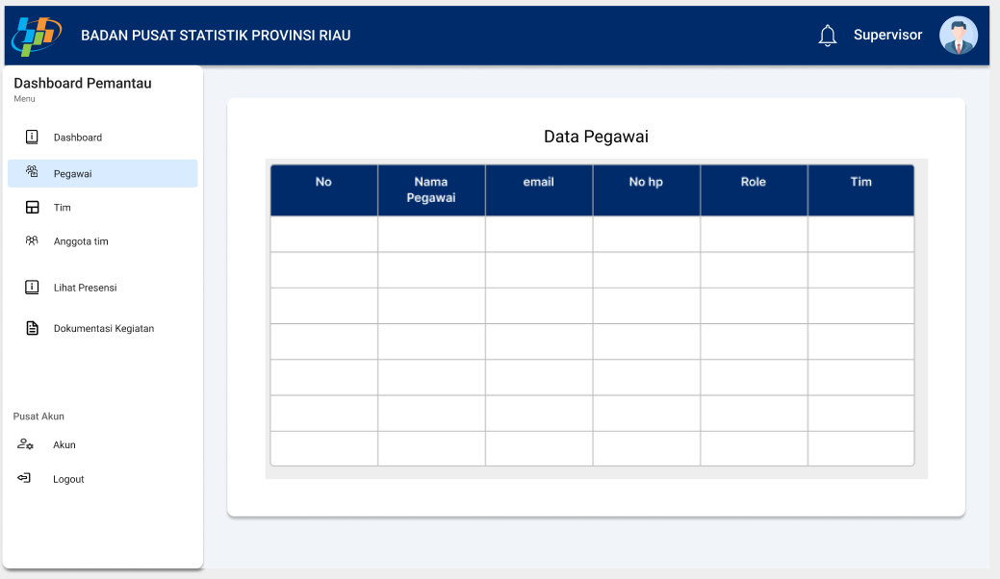 BADAN PUSAT STATISTIK PROVINSI RIAU
Supervisor
Dashboard Pemantau
Menu
Dashboard
Pegawai
Tim
Anggota tim
Lihat Presensi
Dokumentasi Kegiatan
Pusat Akun
Akun
Logout
Data Pegawai
No
Nama
Pegawai
email
No hp
Role
Tim